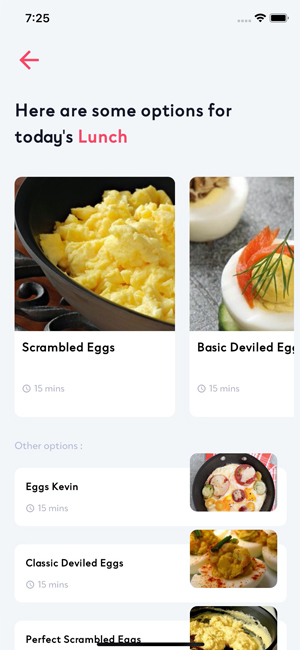 7:25
Here are some options for
today's Lunch
Scrambled Eggs
15 mins
Basic Deviled Eg
15 mins
Other options :
Eggs Kevin
15 mins
Classic Deviled Eggs
15 mins
Perfect Scrambled Eggs